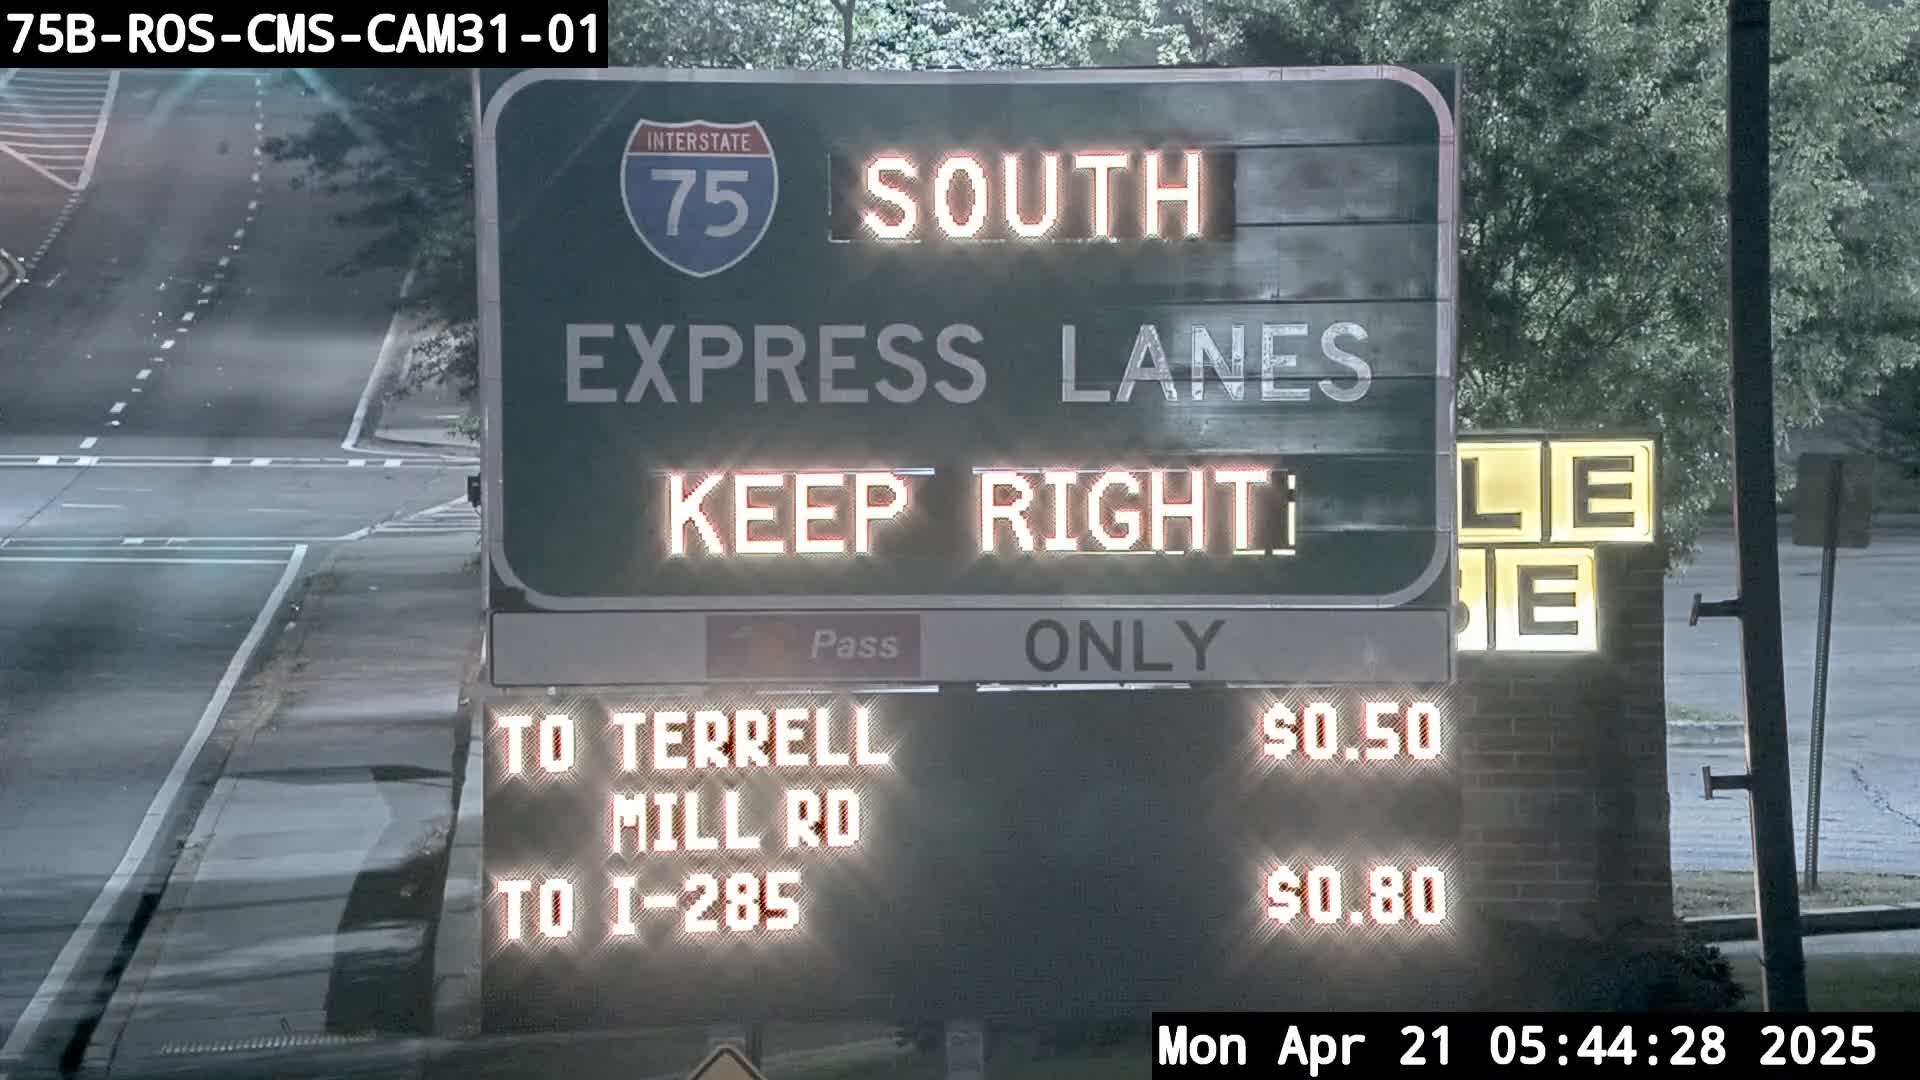 75B-ROS-CMS-CAM31-01
INTERSTATE
75
SOUTH
EXPRESS LANES
KEEP RIGHT
Pass ONLY
TO TERRELL $0.50
MILL RD
TO I-285 $0.80
LE
E
Mon Apr 21 05:44:28 2025